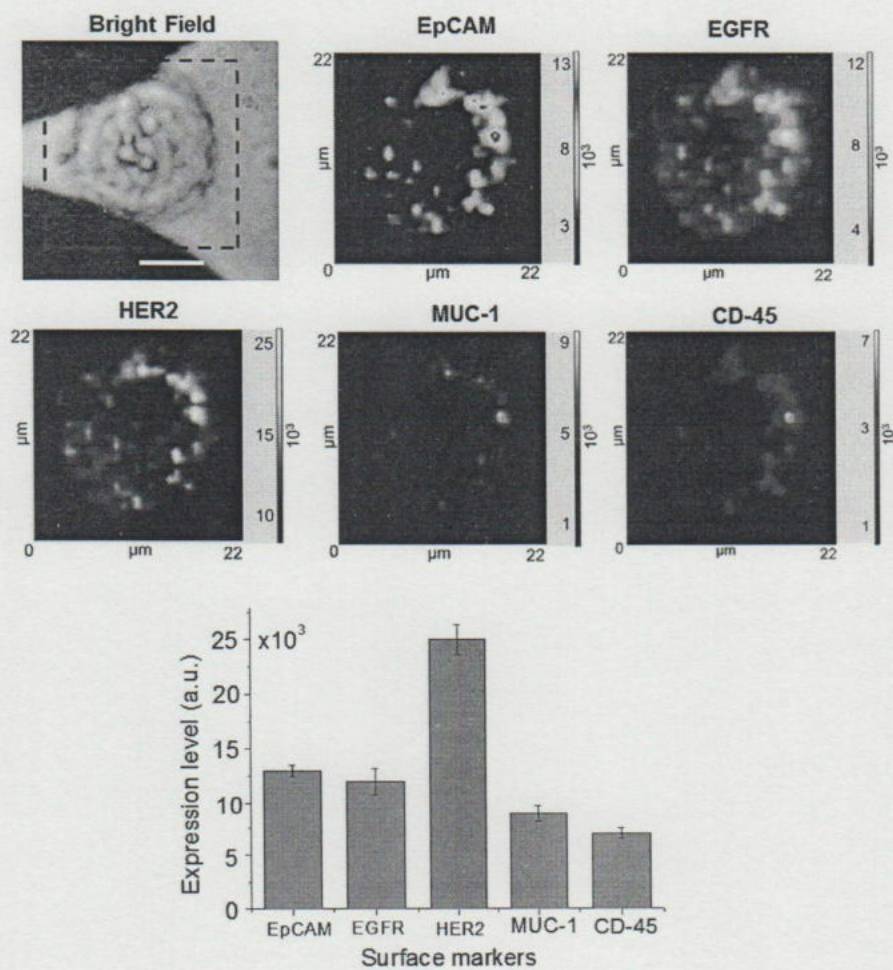 Bright Field
EpCAM
EGFR
22
13
8
3
10³
µm
0
µm
22
22
12
8
4
10³
µm
0
µm
22
HER2
MUC-1
CD-45
22
25
15
10
10³
µm
0
µm
22
22
9
5
1
10³
µm
0
µm
22
22
7
3
1
10³
µm
0
µm
22
x10³
25
20
15
10
5
0
Expression level (a.u.)
EpCAM EGFR HER2 MUC-1 CD-45
Surface markers